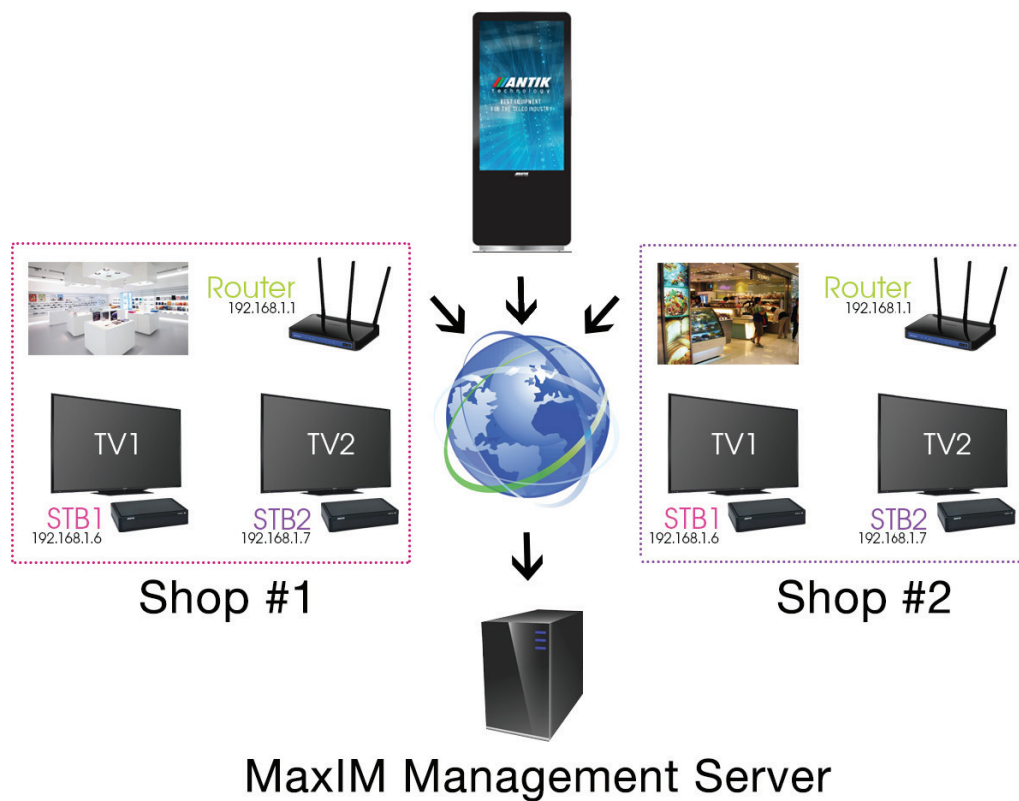 ANTIK
technology
BEST EQUIPMENT
FOR THE TELCO INDUSTRY
ANTIK
Router
192.168.1.1
TV1
TV2
STB1
192.168.1.6
STB2
192.168.1.7
Shop #1
Router
192.168.1.1
TV1
TV2
STB1
192.168.1.6
STB2
192.168.1.7
Shop #2
MaxIM Management Server